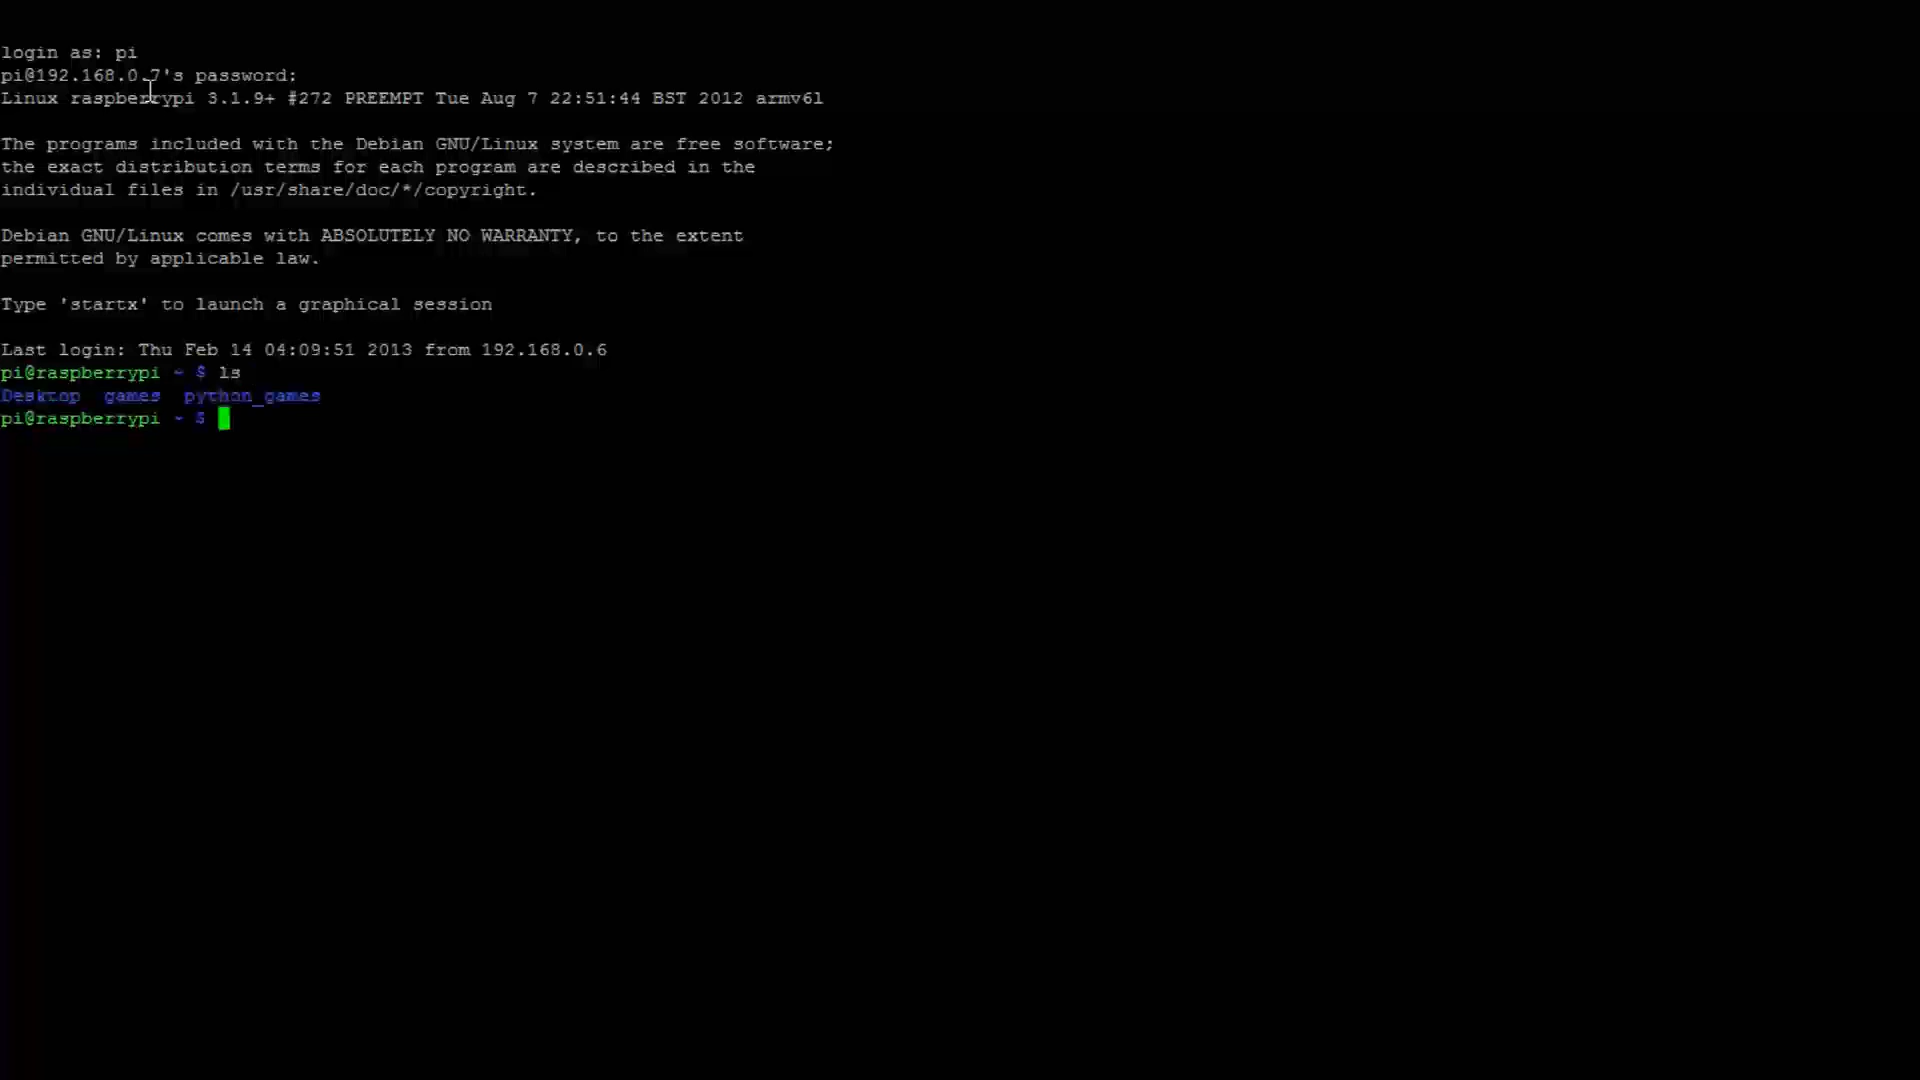 login as: pi
pi@192.168.0.7's password:
Linux raspberrypi 3.1.9+ #272 PREEMPT Tue Aug 7 22:51:44 BST 2012 armv6l
The programs included with the Debian GNU/Linux system are free software;
the exact distribution terms for each program are described in the
individual files in /usr/share/doc/*/copyright.
Debian GNU/Linux comes with ABSOLUTELY NO WARRANTY, to the extent
permitted by applicable law.
Type 'startx' to launch a graphical session
Last login: Thu Feb 14 04:09:51 2013 from 192.168.0.6
pi@raspberrypi ~ $ ls
Desktop games python_games
pi@raspberrypi ~ $